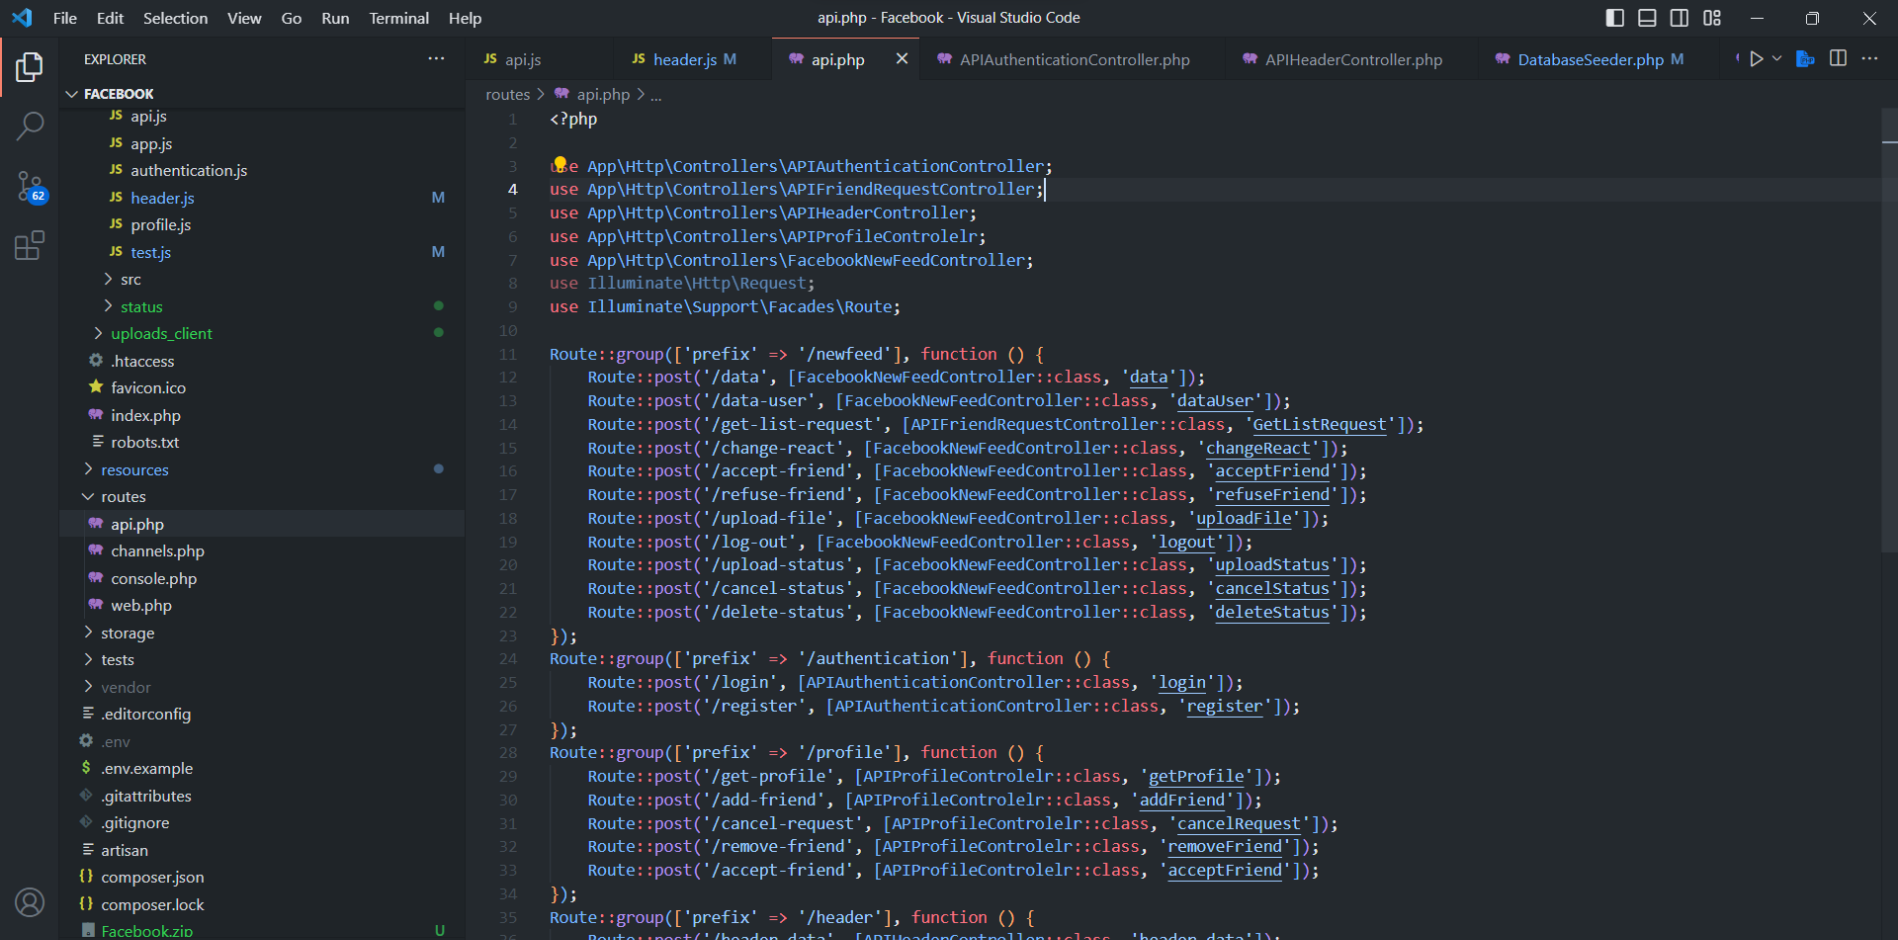 File Edit Selection View Go Run Terminal Help
api.php - Facebook - Visual Studio Code
EXPLORER
FACEBOOK
JS api.js
JS app.js
JS authentication.js
JS header.js M
JS profile.js
JS test.js M
src
status
uploads_client
.htaccess
favicon.ico
index.php
robots.txt
resources
routes
api.php
channels.php
console.php
web.php
storage
tests
vendor
.editorconfig
.env
$ .env.example
.gitattributes
.gitignore
artisan
{} composer.json
{} composer.lock
Facebook.zip U
62
JS api.js JS header.js M api.php APIAuthenticationController.php APIHeaderController.php DatabaseSeeder.php M
routes > api.php > ...
1 <?php
2
3 use App\Http\Controllers\APIAuthenticationController;
4 use App\Http\Controllers\APIFriendRequestController;
5 use App\Http\Controllers\APIHeaderController;
6 use App\Http\Controllers\APIProfileControlelr;
7 use App\Http\Controllers\FacebookNewFeedController;
8 use Illuminate\Http\Request;
9 use Illuminate\Support\Facades\Route;
10
11 Route::group(['prefix' => '/newfeed'], function () {
12 Route::post('/data', [FacebookNewFeedController::class, 'data']);
13 Route::post('/data-user', [FacebookNewFeedController::class, 'dataUser']);
14 Route::post('/get-list-request', [APIFriendRequestController::class, 'GetListRequest']);
15 Route::post('/change-react', [FacebookNewFeedController::class, 'changeReact']);
16 Route::post('/accept-friend', [FacebookNewFeedController::class, 'acceptFriend']);
17 Route::post('/refuse-friend', [FacebookNewFeedController::class, 'refuseFriend']);
18 Route::post('/upload-file', [FacebookNewFeedController::class, 'uploadFile']);
19 Route::post('/log-out', [FacebookNewFeedController::class, 'logout']);
20 Route::post('/upload-status', [FacebookNewFeedController::class, 'uploadStatus']);
21 Route::post('/cancel-status', [FacebookNewFeedController::class, 'cancelStatus']);
22 Route::post('/delete-status', [FacebookNewFeedController::class, 'deleteStatus']);
23 });
24 Route::group(['prefix' => '/authentication'], function () {
25 Route::post('/login', [APIAuthenticationController::class, 'login']);
26 Route::post('/register', [APIAuthenticationController::class, 'register']);
27 });
28 Route::group(['prefix' => '/profile'], function () {
29 Route::post('/get-profile', [APIProfileControlelr::class, 'getProfile']);
30 Route::post('/add-friend', [APIProfileControlelr::class, 'addFriend']);
31 Route::post('/cancel-request', [APIProfileControlelr::class, 'cancelRequest']);
32 Route::post('/remove-friend', [APIProfileControlelr::class, 'removeFriend']);
33 Route::post('/accept-friend', [APIProfileControlelr::class, 'acceptFriend']);
34 });
35 Route::group(['prefix' => '/header'], function () {
36 Route::post('/header-data', [APIHeaderController::class, 'header_data']);